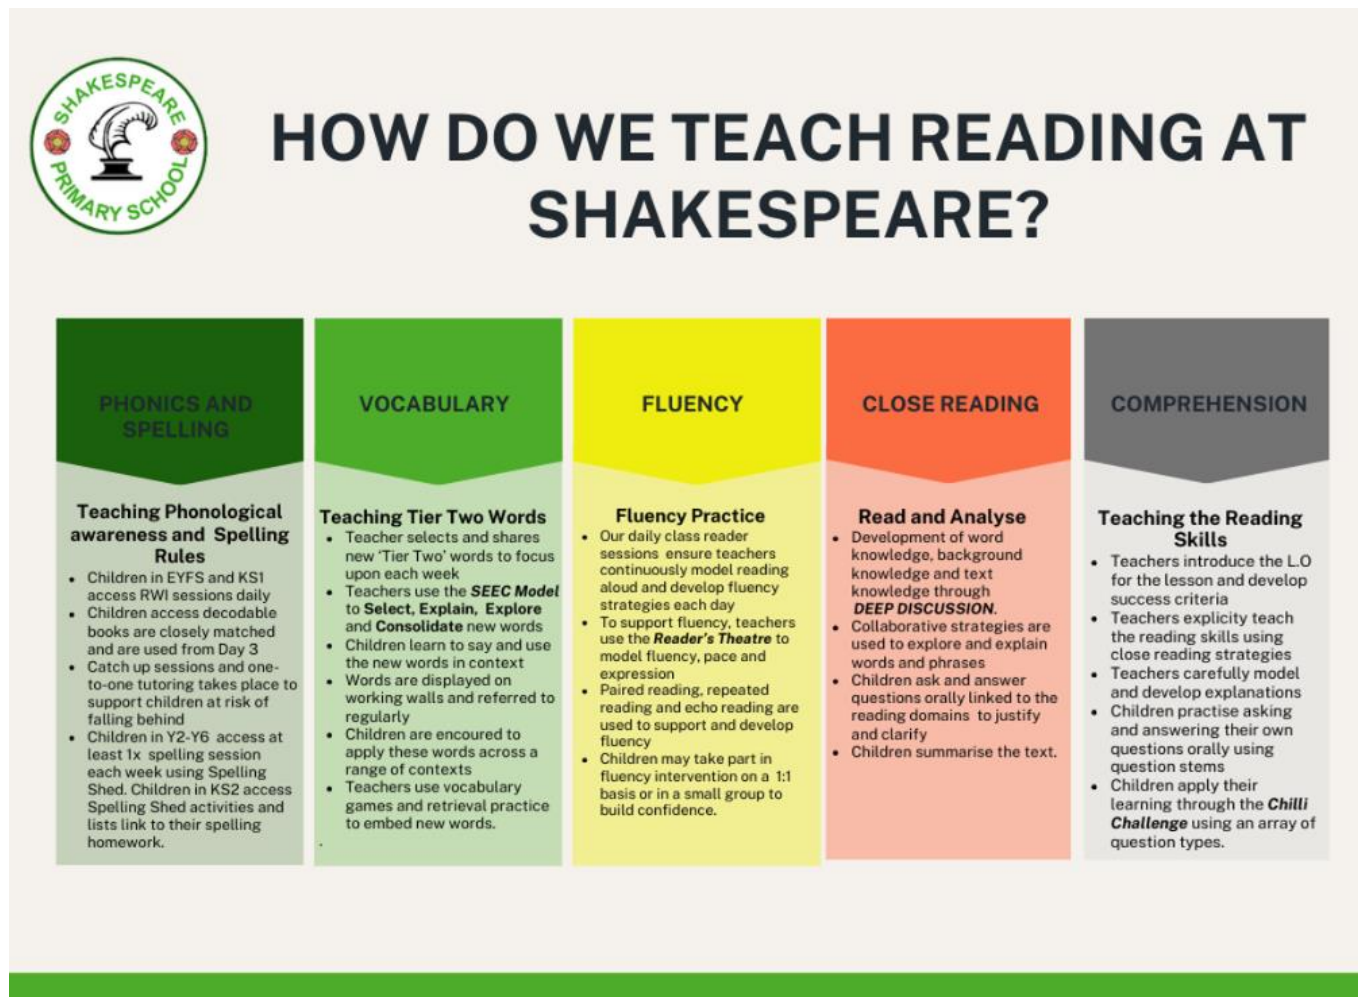 SHAKESPEARE
PRIMARY SCHOOL
HOW DO WE TEACH READING AT
SHAKESPEARE?
PHONICS AND
SPELLING
Teaching Phonological
awareness and Spelling
Rules
• Children in EYFS and KS1
access RWI sessions daily
• Children access decodable
books are closely matched
and are used from Day 3
• Catch up sessions and one-
to-one tutoring takes place to
support children at risk of
falling behind
• Children in Y2-Y6 access at
least 1x spelling session
each week using Spelling
Shed. Children in KS2 access
Spelling Shed activities and
lists link to their spelling
homework.
VOCABULARY
Teaching Tier Two Words
• Teacher selects and shares
new 'Tier Two' words to focus
upon each week
• Teachers use the SEEC Model
to Select, Explain, Explore
and Consolidate new words
• Children learn to say and use
the new words in context
• Words are displayed on
working walls and referred to
regularly
• Children are encoured to
apply these words across a
range of contexts
• Teachers use vocabulary
games and retrieval practice
to embed new words.
.
FLUENCY
Fluency Practice
• Our daily class reader
sessions ensure teachers
continuously model reading
aloud and develop fluency
strategies each day
• To support fluency, teachers
use the Reader's Theatre to
model fluency, pace and
expression
• Paired reading, repeated
reading and echo reading are
used to support and develop
fluency
• Children may take part in
fluency intervention on a 1:1
basis or in a small group to
build confidence.
CLOSE READING
Read and Analyse
• Development of word
knowledge, background
knowledge and text
knowledge through
DEEP DISCUSSION.
• Collaborative strategies are
used to explore and explain
words and phrases
• Children ask and answer
questions orally linked to the
reading domains to justify
and clarify
• Children summarise the text.
COMPREHENSION
Teaching the Reading
Skills
• Teachers introduce the L.O
for the lesson and develop
success criteria
• Teachers explicity teach
the reading skills using
close reading strategies
• Teachers carefully model
and develop explanations
• Children practise asking
and answering their own
questions orally using
question stems
• Children apply their
learning through the Chilli
Challenge using an array of
question types.